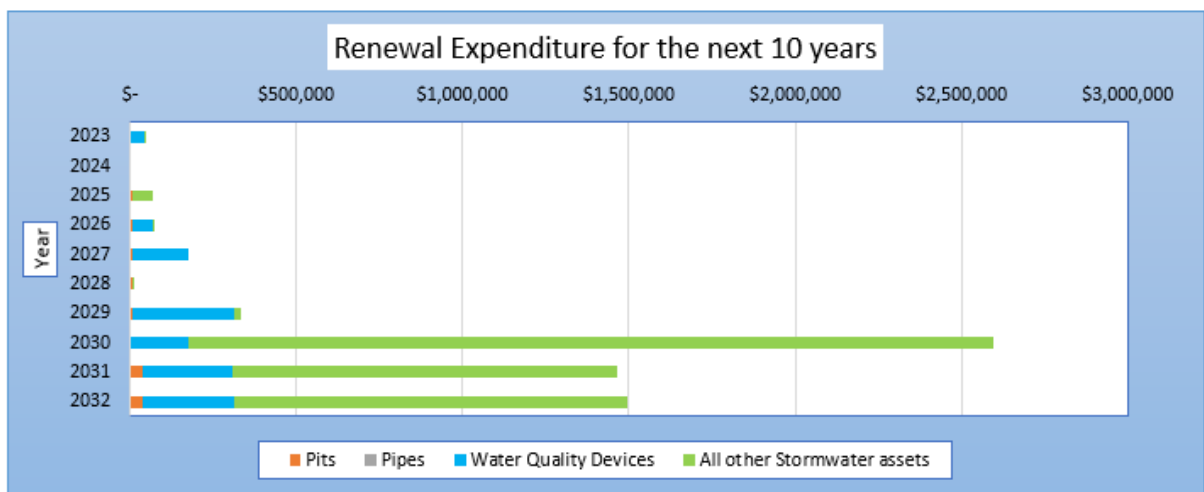 Renewal Expenditure for the next 10 years
$- $500,000 $1,000,000 $1,500,000 $2,000,000 $2,500,000 $3,000,000
Year
2023
2024
2025
2026
2027
2028
2029
2030
2031
2032
Pits Pipes Water Quality Devices All other Stormwater assets